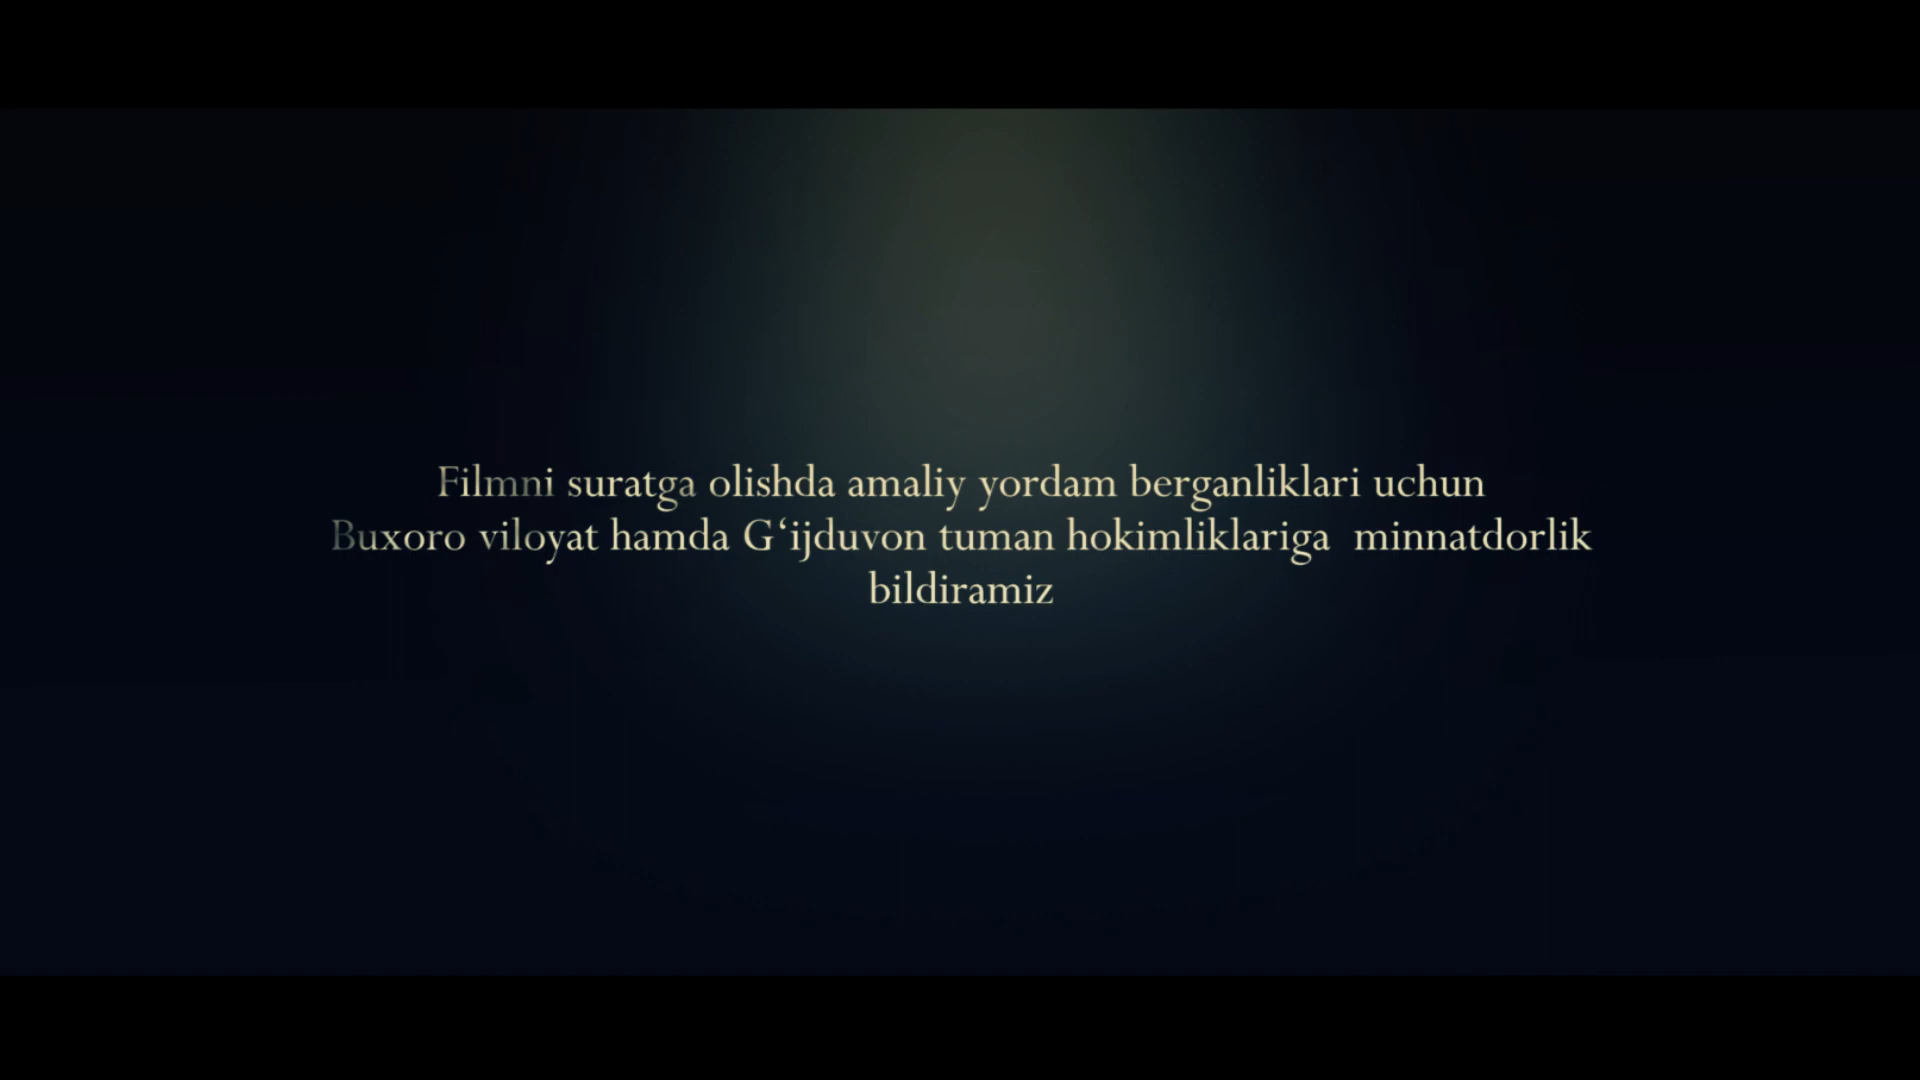 Filmni suratga olishda amaliy yordam berganliklari uchun
Buxoro viloyat hamda G‘ijduvon tuman hokimliklariga  minnatdorlik
bildiramiz